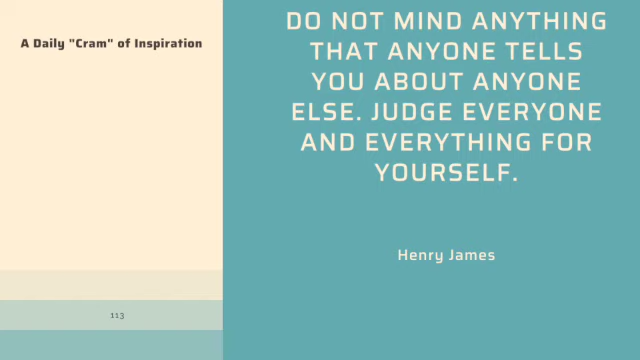 A Daily "Cram" of Inspiration
DO NOT MIND ANYTHING
THAT ANYONE TELLS
YOU ABOUT ANYONE
ELSE. JUDGE EVERYONE
AND EVERYTHING FOR
YOURSELF.
Henry James
113